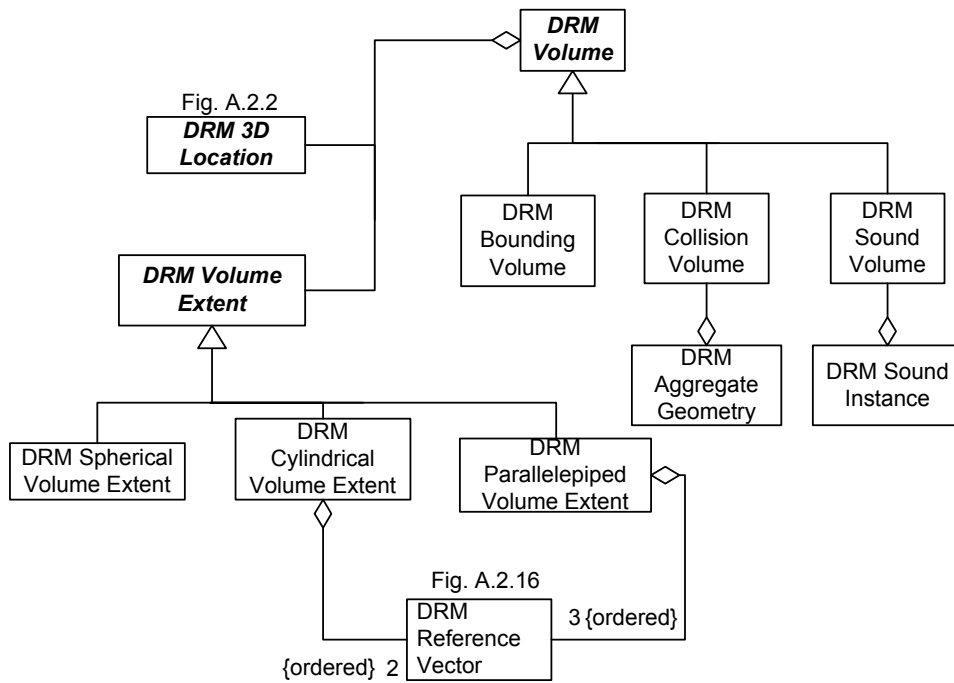 DRM
Volume
Fig. A.2.2
DRM 3D
Location
DRM
Bounding
Volume
DRM
Collision
Volume
DRM
Sound
Volume
DRM Volume
Extent
DRM
Aggregate
Geometry
DRM Sound
Instance
DRM Spherical
Volume Extent
DRM
Cylindrical
Volume Extent
DRM
Parallelepiped
Volume Extent
Fig. A.2.16
DRM
Reference
Vector
3 {ordered}
{ordered} 2